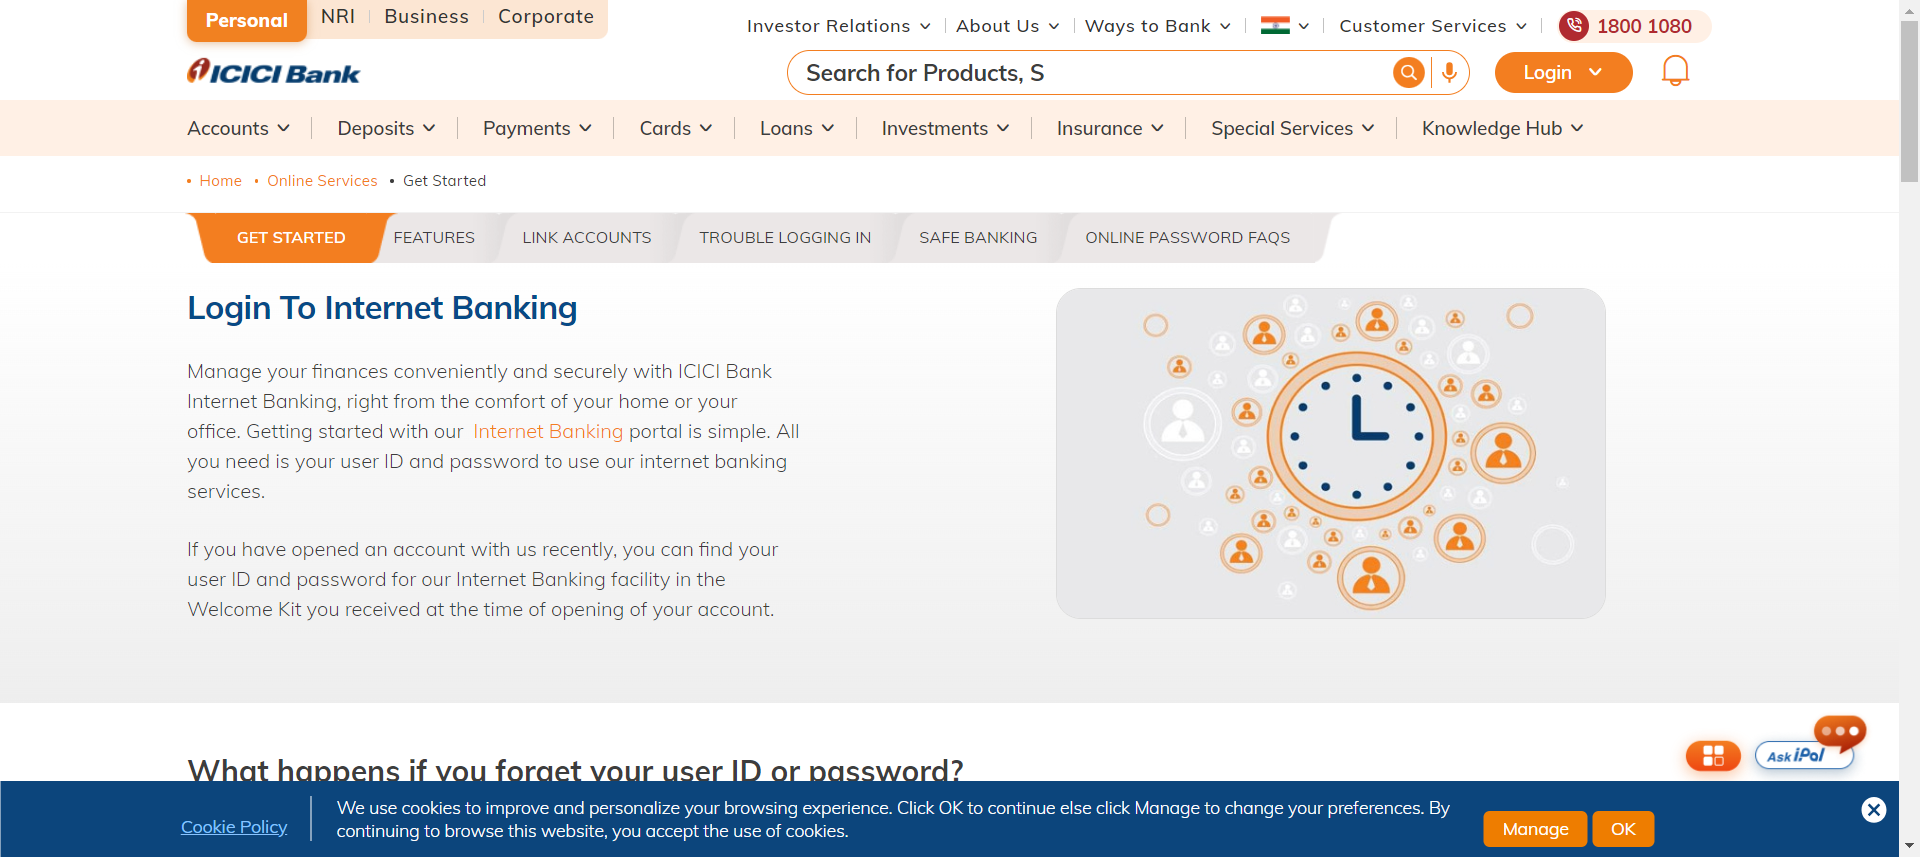 Personal NRI Business Corporate
Investor Relations About Us Ways to Bank Customer Services 1800 1080
ICICI Bank
Search for Products, S
Login
Accounts Deposits Payments Cards Loans Investments Insurance Special Services Knowledge Hub
• Home • Online Services • Get Started
GET STARTED FEATURES LINK ACCOUNTS TROUBLE LOGGING IN SAFE BANKING ONLINE PASSWORD FAQS
Login To Internet Banking
Manage your finances conveniently and securely with ICICI Bank
Internet Banking, right from the comfort of your home or your
office. Getting started with our Internet Banking portal is simple. All
you need is your user ID and password to use our internet banking
services.
If you have opened an account with us recently, you can find your
user ID and password for our Internet Banking facility in the
Welcome Kit you received at the time of opening of your account.
What happens if you forget your user ID or password?
Ask iPal
Cookie Policy
We use cookies to improve and personalize your browsing experience. Click OK to continue else click Manage to change your preferences. By
continuing to browse this website, you accept the use of cookies.
Manage OK